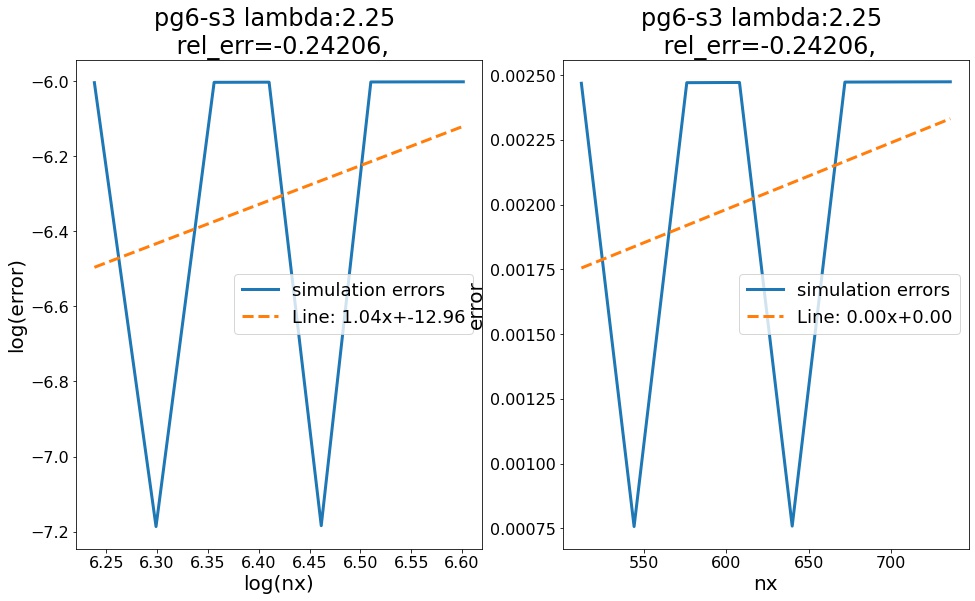 pg6-s3 lambda:2.25
rel_err=-0.24206,
−6.0
−6.2
−6.4
−6.6
−6.8
−7.0
−7.2
log(error)
simulation errors
Line: 1.04x+-12.96
6.25 6.30 6.35 6.40 6.45 6.50 6.55 6.60
log(nx)
pg6-s3 lambda:2.25
rel_err=-0.24206,
0.00250
0.00225
0.00200
0.00175
0.00150
0.00125
0.00100
0.00075
error
simulation errors
Line: 0.00x+0.00
550 600 650 700
nx